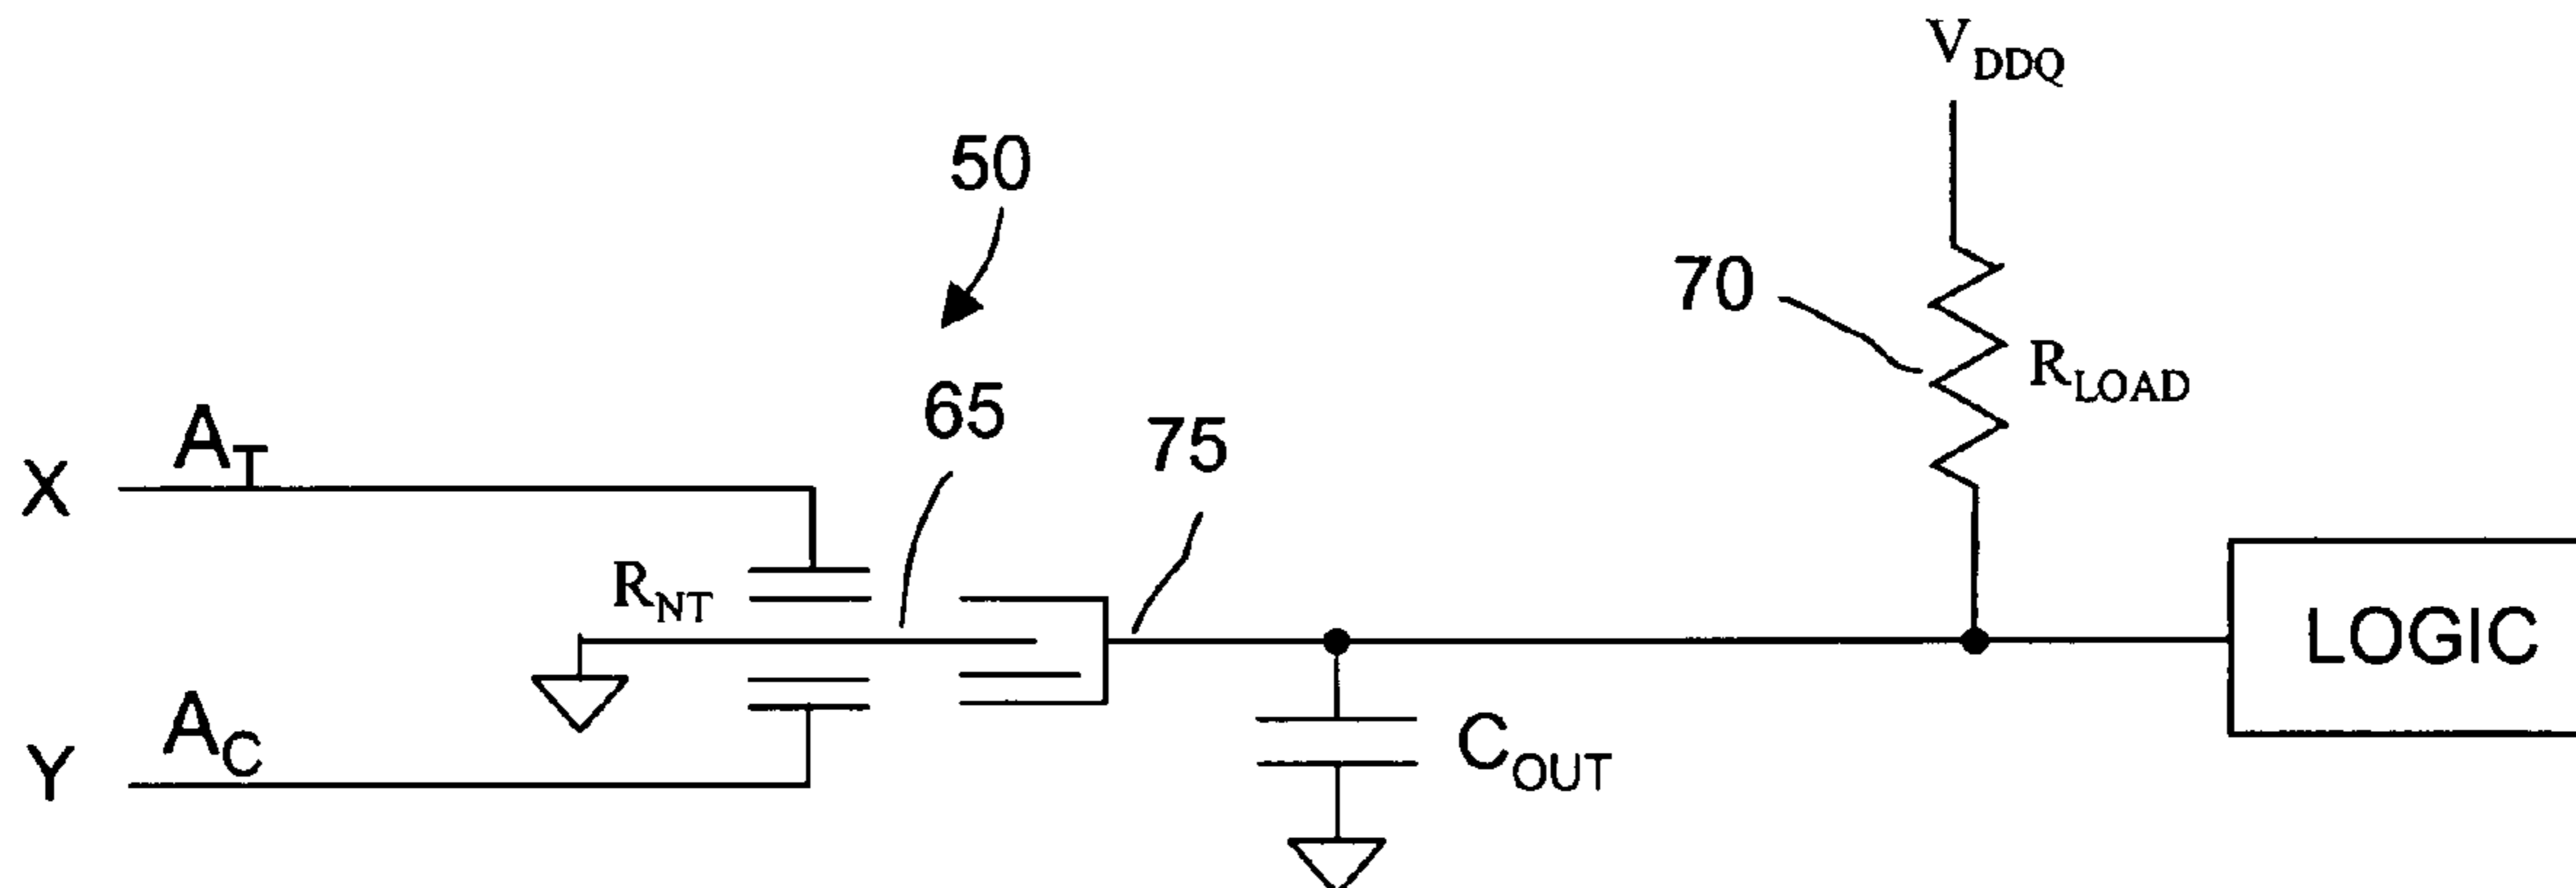 V_DDQ
50
70
R_LOAD
65
75
A_T
X
R_NT
LOGIC
A_C
Y
C_OUT